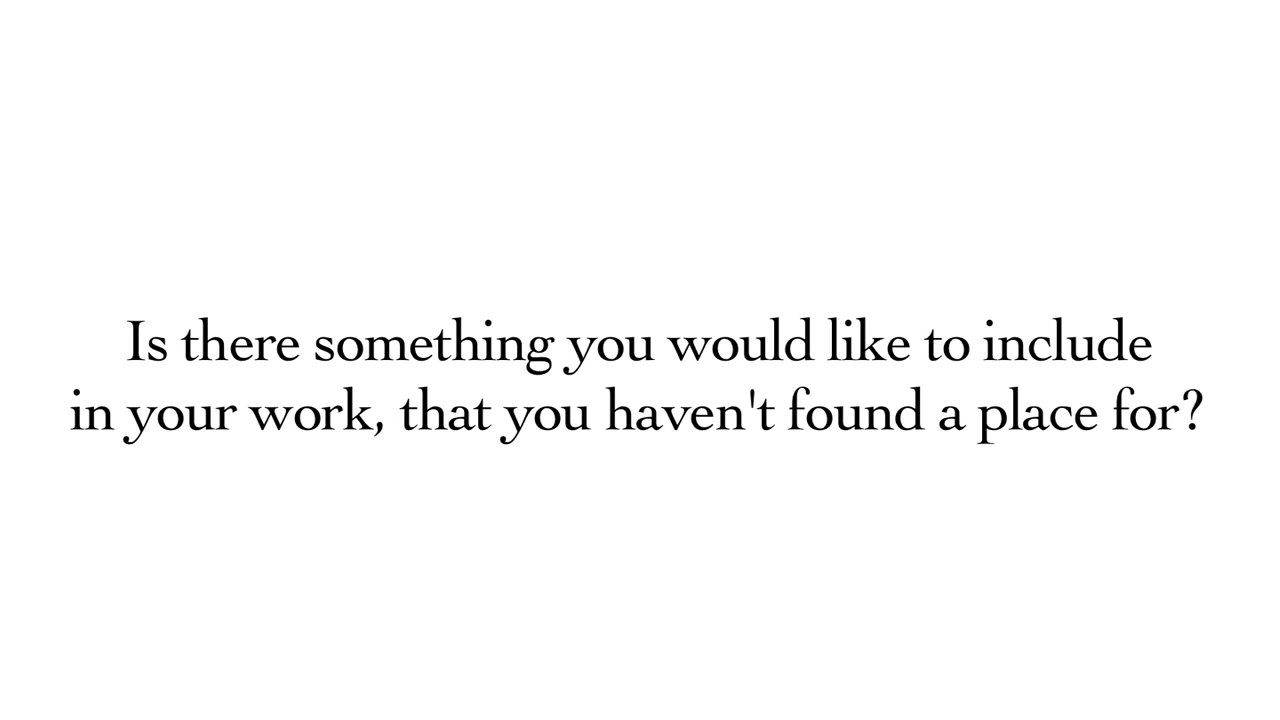 Is there something you would like to include
in your work, that you haven't found a place for?